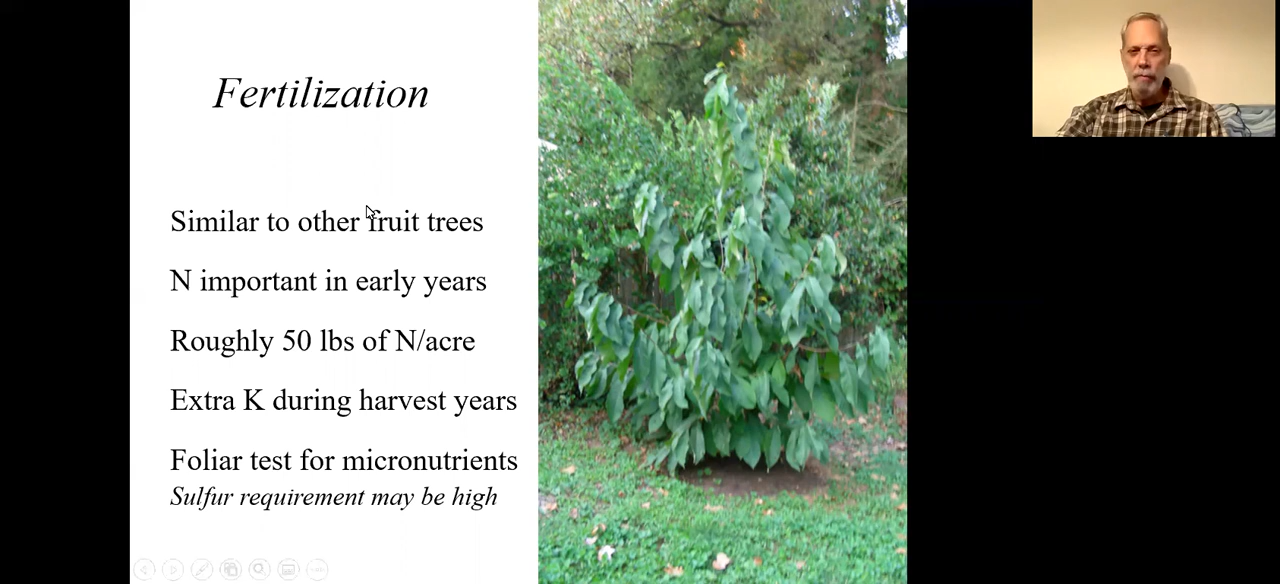 Fertilization
Similar to other fruit trees
N important in early years
Roughly 50 lbs of N/acre
Extra K during harvest years
Foliar test for micronutrients
Sulfur requirement may be high